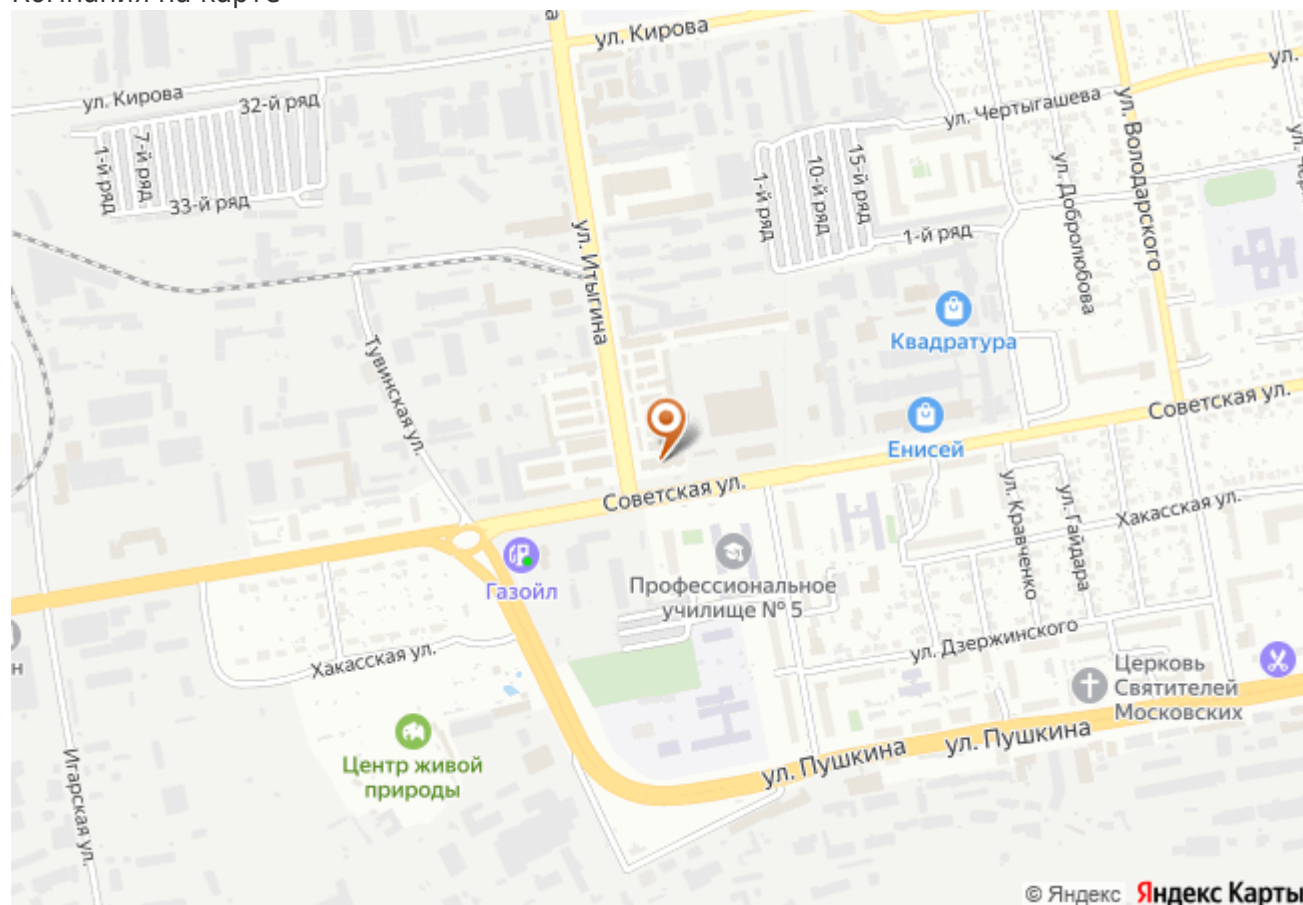 ул. Кирова
ул. Кирова
32-й ряд
1-й ряд
7-й ряд
33-й ряд
ул. Чертыгашева
ул.
ул. Володарского
ул. Добролюбова
1-й ряд
10-й ряд
15-й ряд
1-й ряд
ул. Итыгина
Тувинская ул.
Квадратура
Енисей
Советская ул.
Советская ул.
Газойл
Профессиональное
училище № 5
ул. Кравченко
ул. Гайдара
Хакасская ул.
Хакасская ул.
ул. Дзержинского
Церковь
Святителей
Московских
Центр живой
природы
ул. Пушкина
ул. Пушкина
Игарская ул.
© Яндекс Яндекс Карты